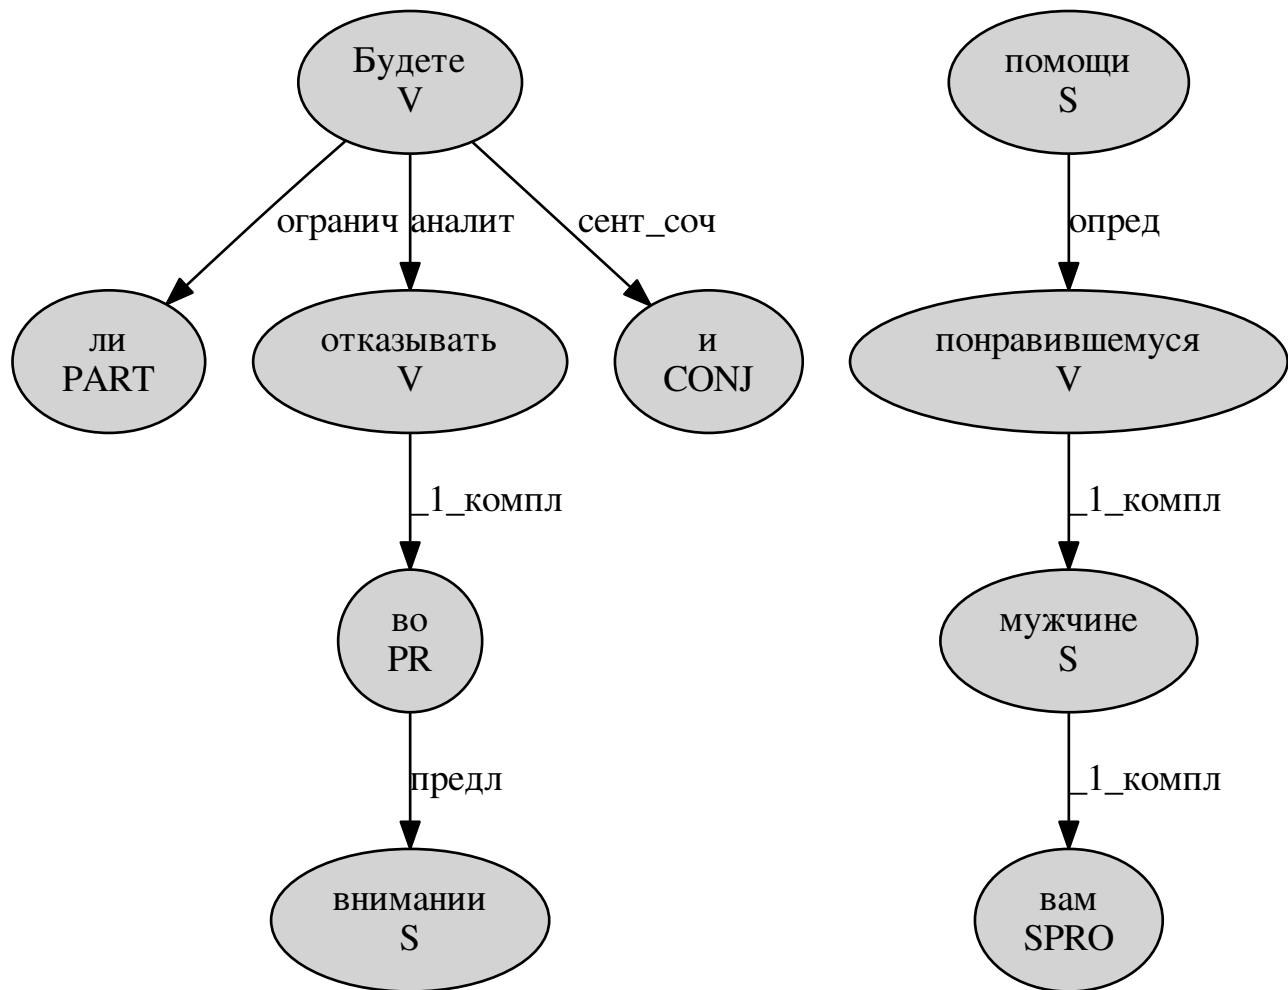 Будете
V
помощи
S
огранич
аналит
сент_соч
опред
ли
PART
отказывать
V
и
CONJ
понравившемуся
V
_1_компл
_1_компл
во
PR
мужчине
S
предл
_1_компл
внимании
S
вам
SPRO